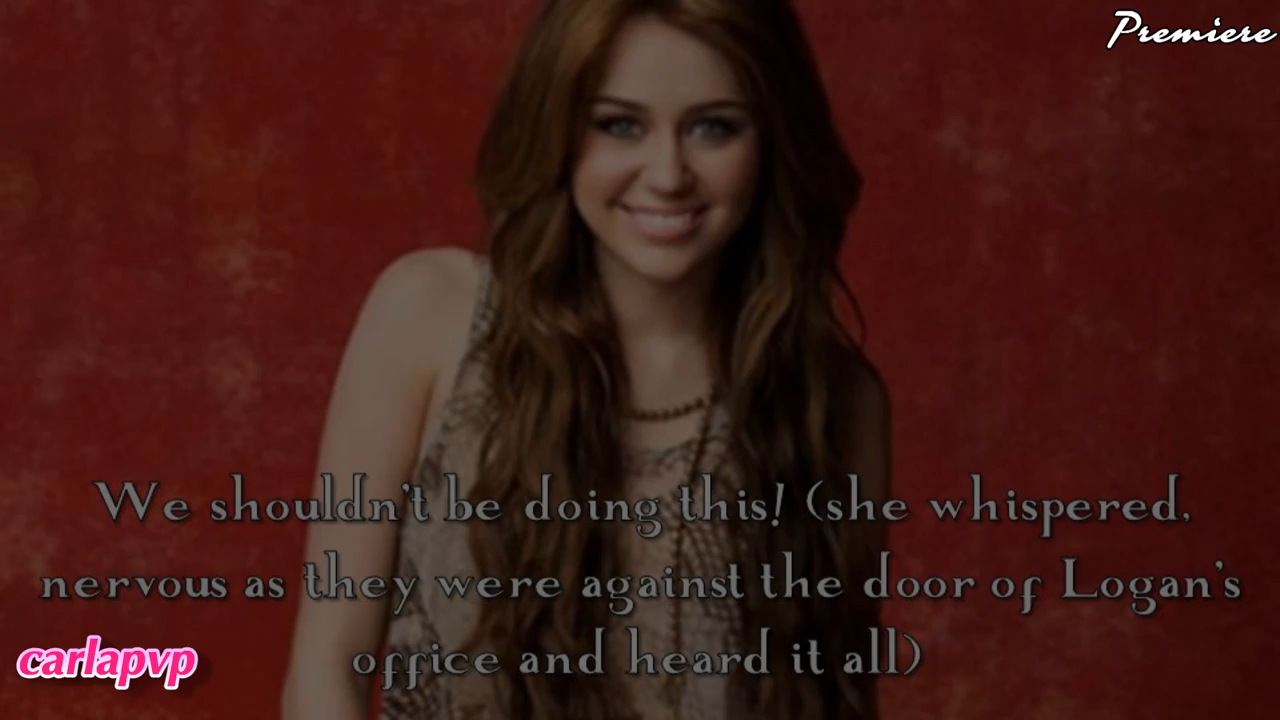 Premiere
We shouldn't be doing this! (she whispered,
nervous as they were against the door of Logan's
office and heard it all)
carlapvp